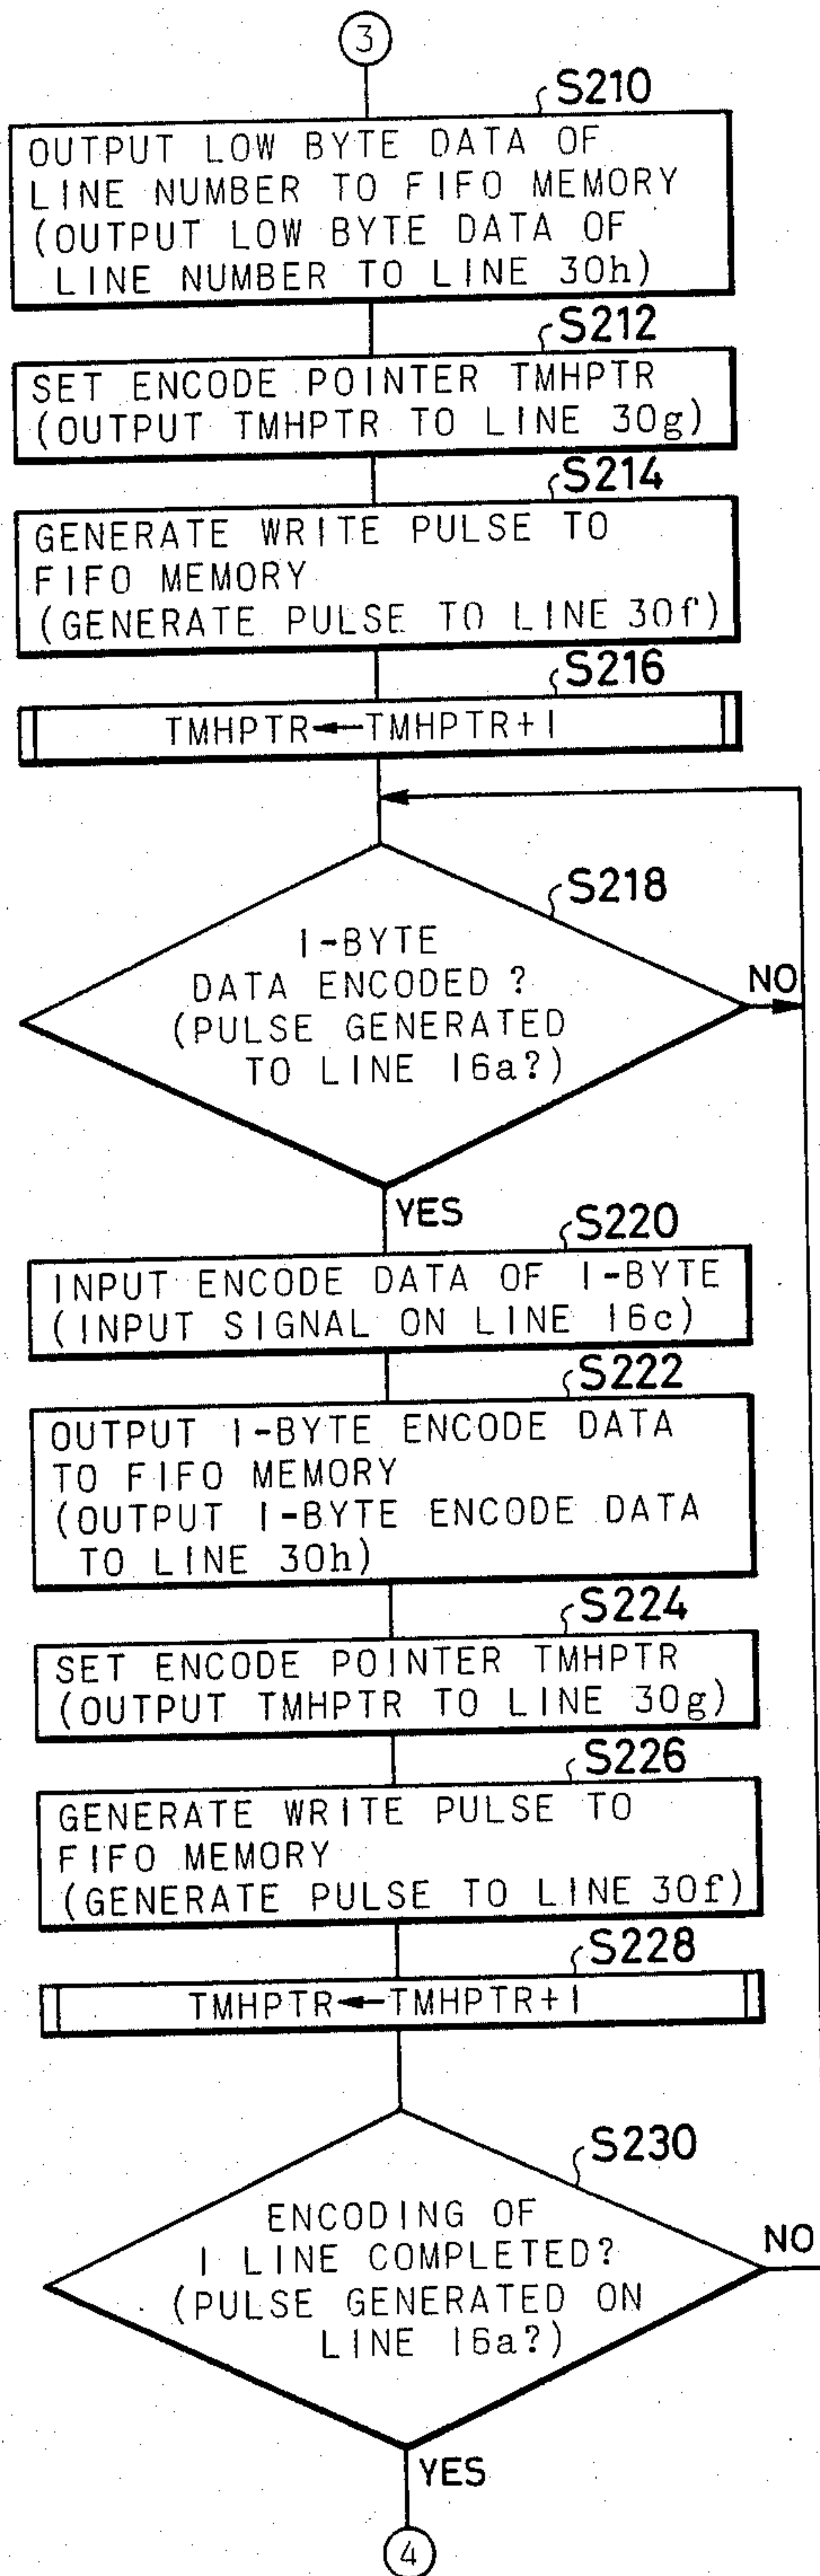 3
S210
OUTPUT LOW BYTE DATA OF
LINE NUMBER TO FIFO MEMORY
(OUTPUT LOW BYTE DATA OF
LINE NUMBER TO LINE 30h)
S212
SET ENCODE POINTER TMHPTR
(OUTPUT TMHPTR TO LINE 30g)
S214
GENERATE WRITE PULSE TO
FIFO MEMORY
(GENERATE PULSE TO LINE 30f)
S216
TMHPTR←TMHPTR+1
S218
1-BYTE
DATA ENCODED ?
(PULSE GENERATED
TO LINE 16a?)
NO
YES
S220
INPUT ENCODE DATA OF 1-BYTE
(INPUT SIGNAL ON LINE 16c)
S222
OUTPUT 1-BYTE ENCODE DATA
TO FIFO MEMORY
(OUTPUT 1-BYTE ENCODE DATA
TO LINE 30h)
S224
SET ENCODE POINTER TMHPTR
(OUTPUT TMHPTR TO LINE 30g)
S226
GENERATE WRITE PULSE TO
FIFO MEMORY
(GENERATE PULSE TO LINE 30f)
S228
TMHPTR←TMHPTR+1
S230
ENCODING OF
1 LINE COMPLETED?
(PULSE GENERATED ON
LINE 16a?)
NO
YES
4